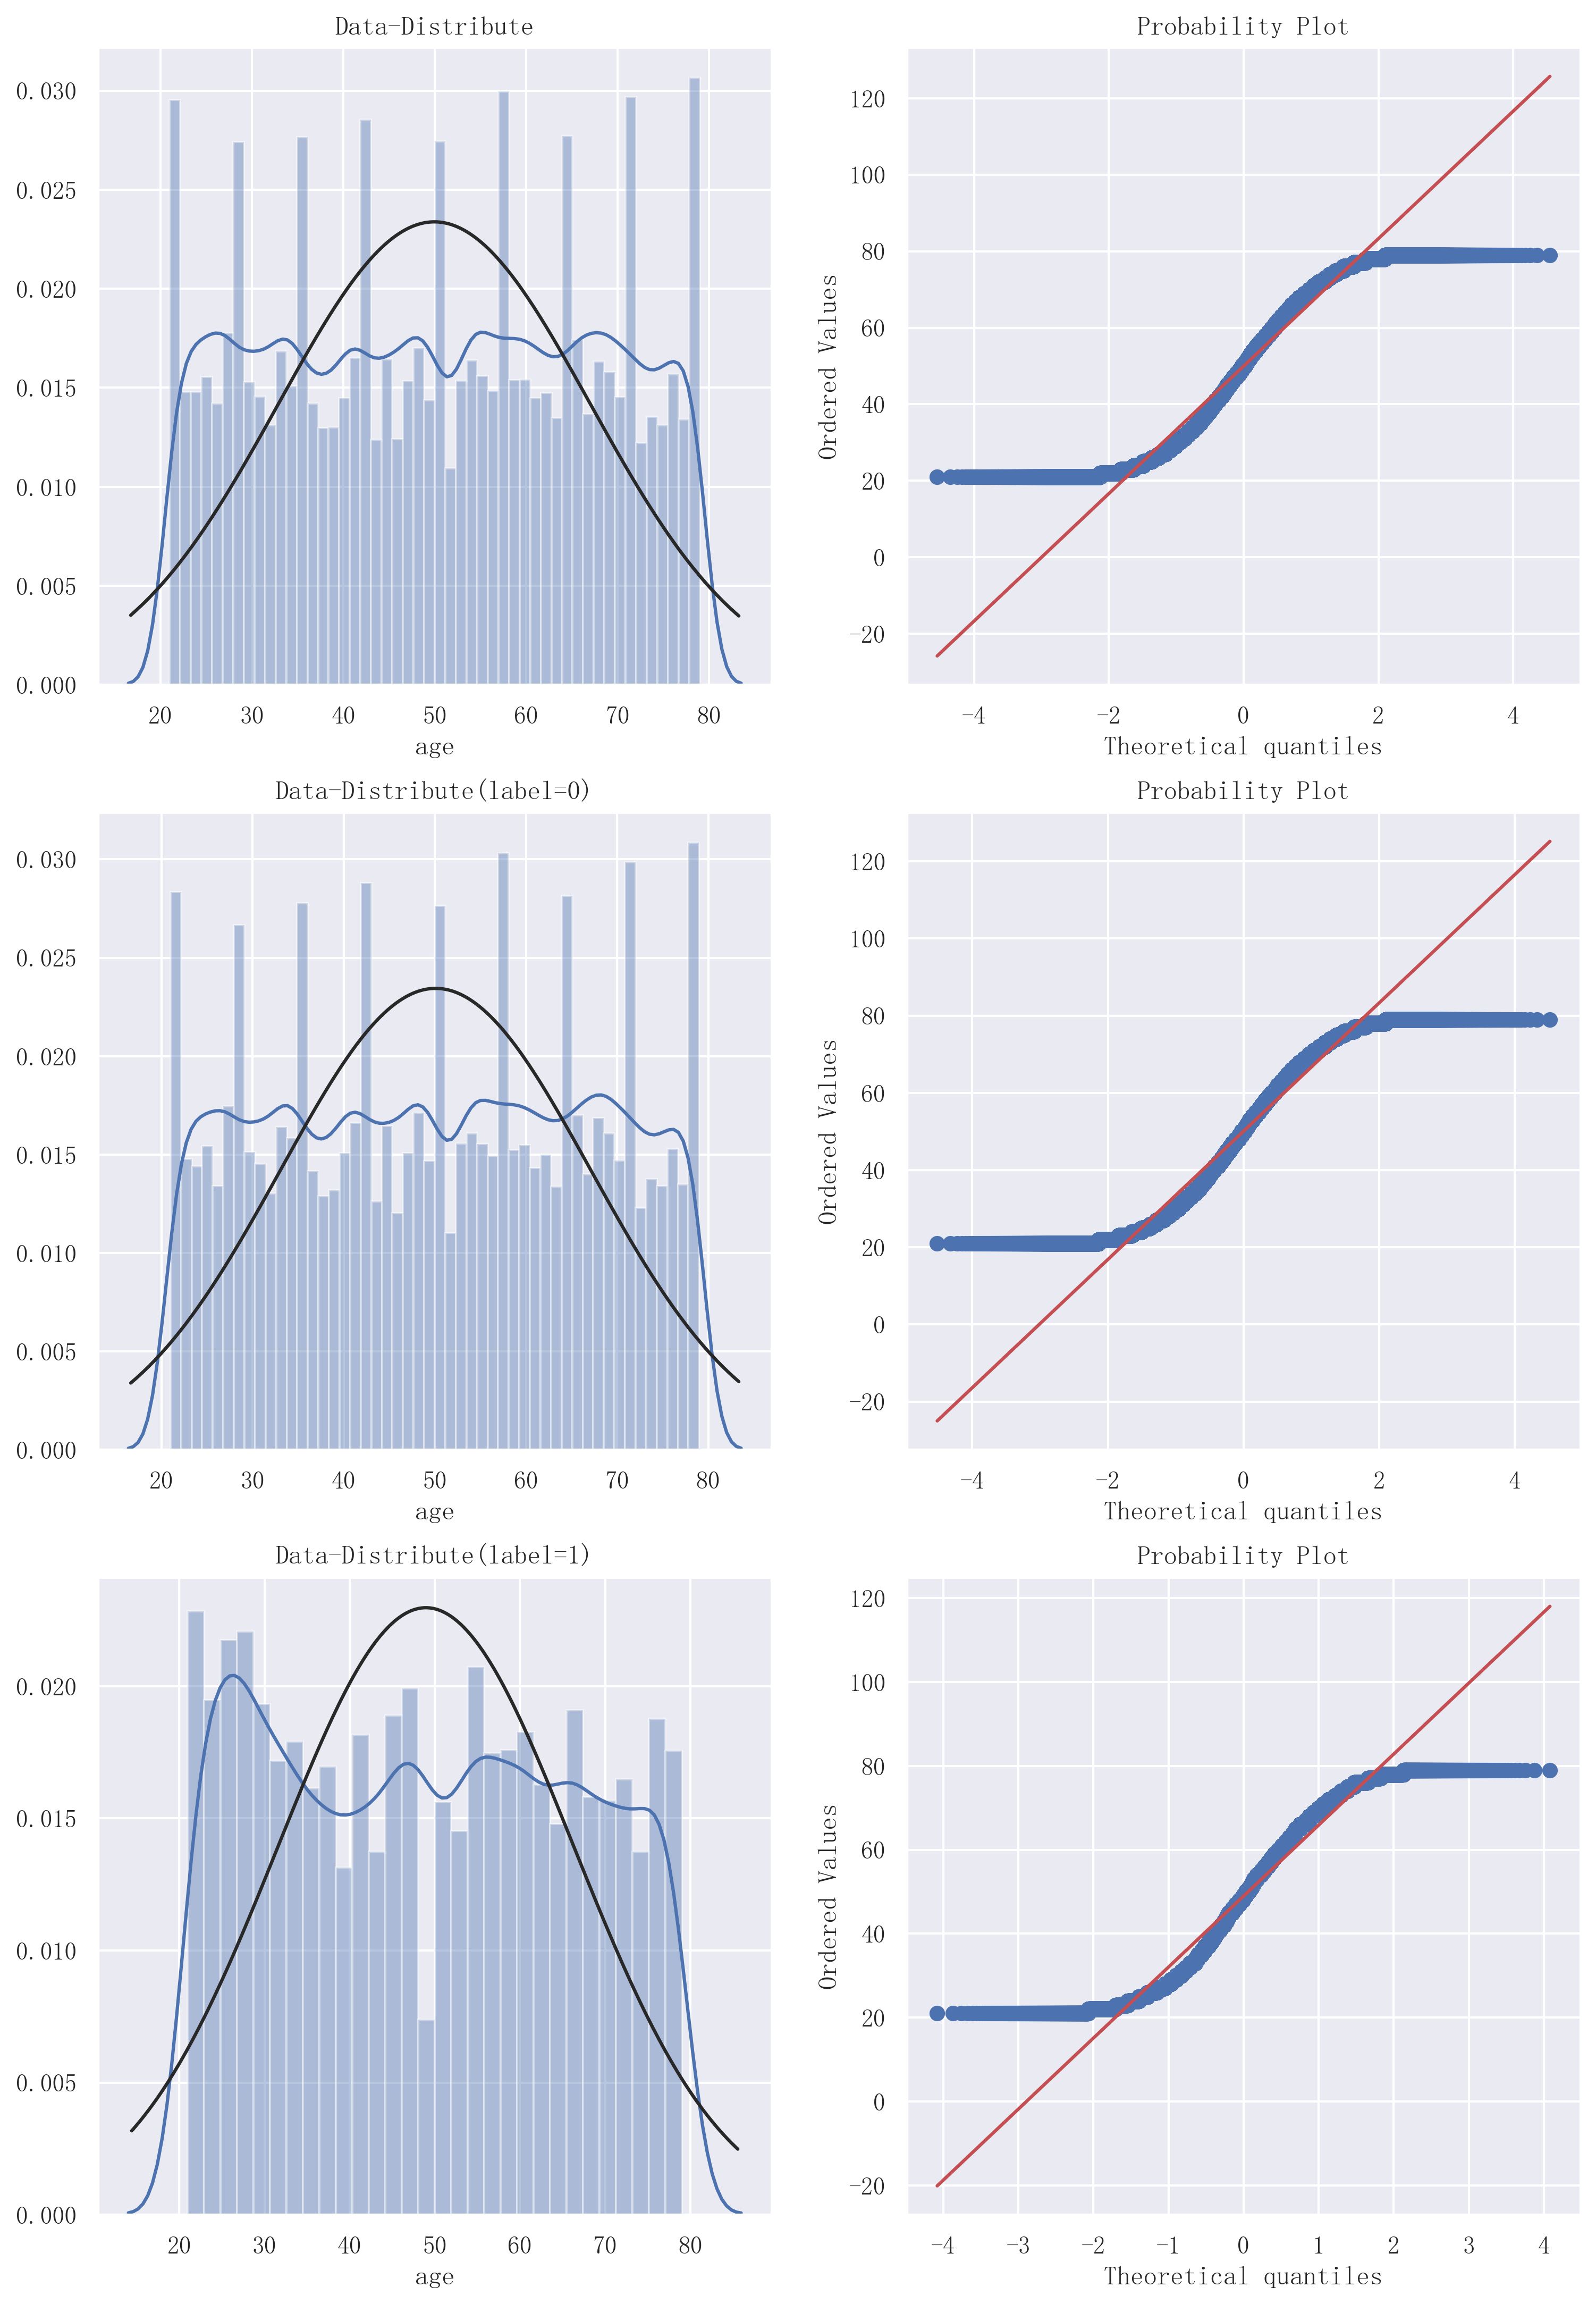 Data-Distribute
0.030
0.025
0.020
0.015
0.010
0.005
0.000
20 30 40 50 60 70 80
age
Probability Plot
Ordered Values
120
100
80
60
40
20
0
−20
−4 −2 0 2 4
Theoretical quantiles
Data-Distribute(label=0)
0.030
0.025
0.020
0.015
0.010
0.005
0.000
20 30 40 50 60 70 80
age
Probability Plot
Ordered Values
120
100
80
60
40
20
0
−20
−4 −2 0 2 4
Theoretical quantiles
Data-Distribute(label=1)
0.020
0.015
0.010
0.005
0.000
20 30 40 50 60 70 80
age
Probability Plot
Ordered Values
120
100
80
60
40
20
0
−20
−4 −3 −2 −1 0 1 2 3 4
Theoretical quantiles